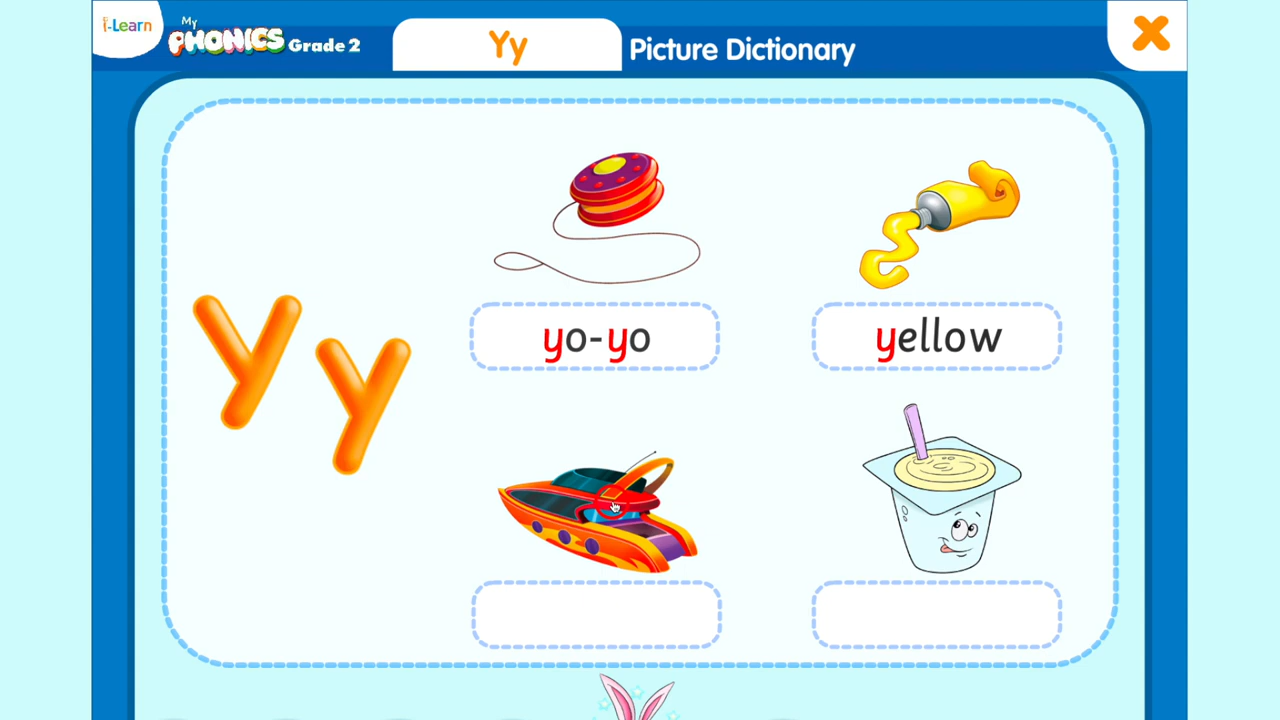 i-Learn
My
PHONICS Grade 2
Yy
Picture Dictionary
Yy
yo-yo
yellow